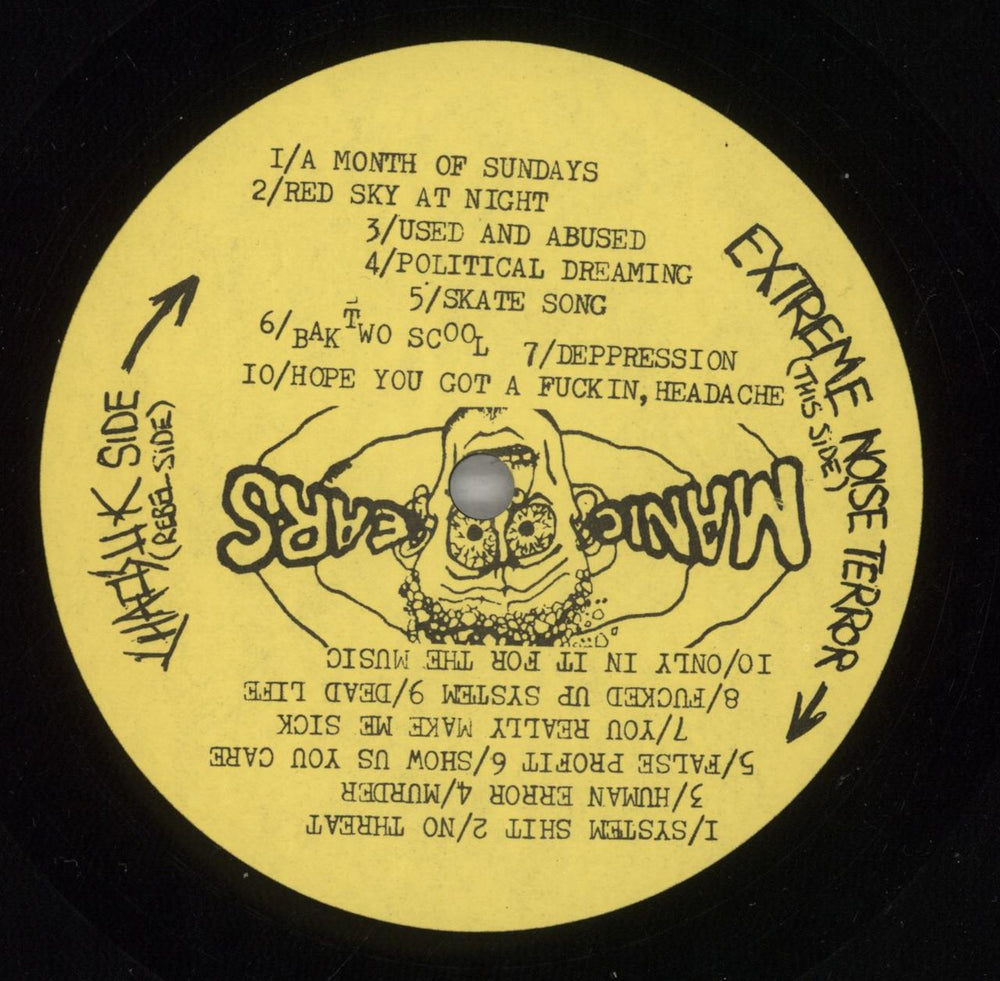 1/A MONTH OF SUNDAYS
2/RED SKY AT NIGHT
3/USED AND ABUSED
4/POLITICAL DREAMING
5/SKATE SONG
6/BAK TWO SCOOL 7/DEPPRESSION
10/HOPE YOU GOT A FUCKIN, HEADACHE
CHAOS U.K SIDE
(REBEL SIDE)
EXTREME NOISE TERROR
(THIS SIDE)
MANIC EARS
1/SYSTEM SHIT 2/NO THREAT
3/HUMAN ERROR 4/MURDER
5/FALSE PROFIT 6/SHOW US YOU CARE
7/YOU REALLY MAKE ME SICK
8/FUCKED UP SYSTEM 9/DEAD LIFE
10/ONLY IN IT FOR THE MUSIC